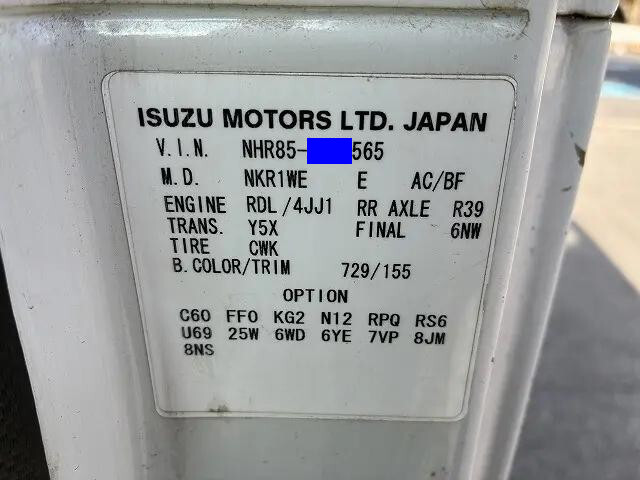 ISUZU MOTORS LTD. JAPAN
V.I.N. NHR85- 565
M.D. NKR1WE E AC/BF
ENGINE RDL/4JJ1 RR AXLE R39
TRANS. Y5X FINAL 6NW
TIRE CWK
B.COLOR/TRIM 729/155
OPTION
C60 FF0 KG2 N12 RPQ RS6
U69 25W 6WD 6YE 7VP 8JM
8NS